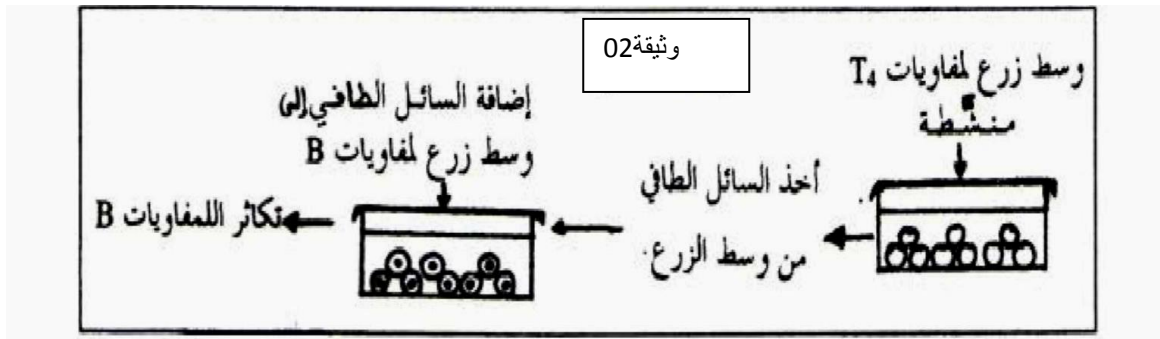 وثيقة02
وسط زرع لمفاويات T4
منشطة
أخذ السائل الطافي
من وسط الزرع.
إضافة السائل الطافي إلى
وسط زرع لمفاويات B
تكاثر اللمفاويات B